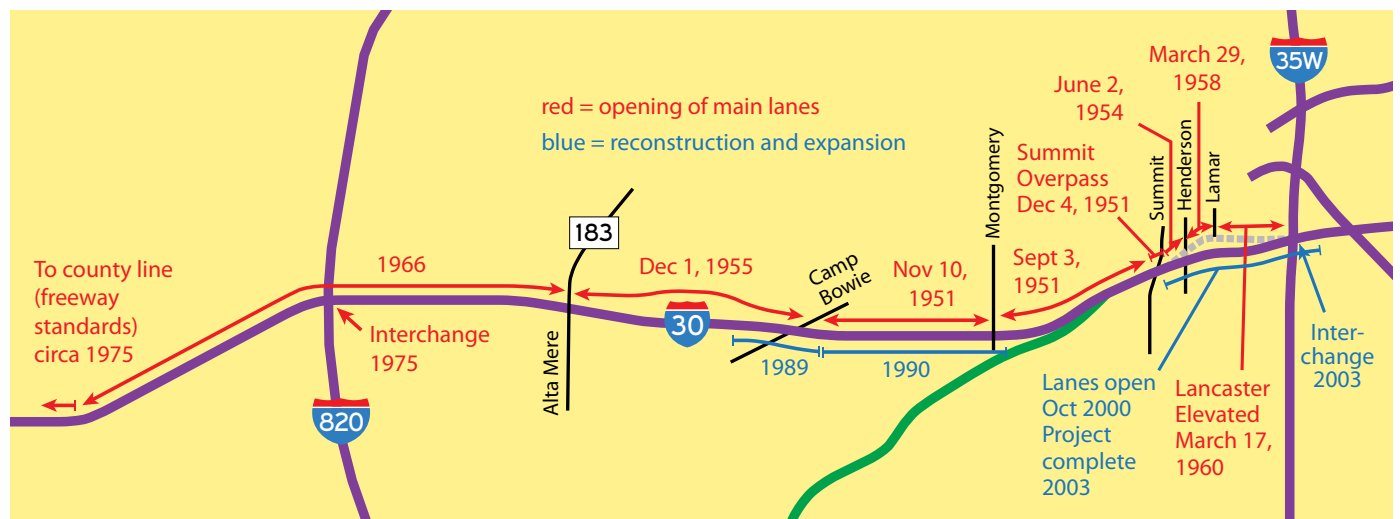 red = opening of main lanes
blue = reconstruction and expansion
To county line
(freeway
standards)
circa 1975
1966
Interchange
1975
820
183
Alta Mere
Dec 1, 1955
30
Camp
Bowie
1989
Nov 10,
1951
1990
Montgomery
Sept 3,
1951
Summit
Overpass
Dec 4, 1951
June 2,
1954
March 29,
1958
Summit
Henderson
Lamar
35W
Lanes open
Oct 2000
Project
complete
2003
Lancaster
Elevated
March 17,
1960
Inter-
change
2003